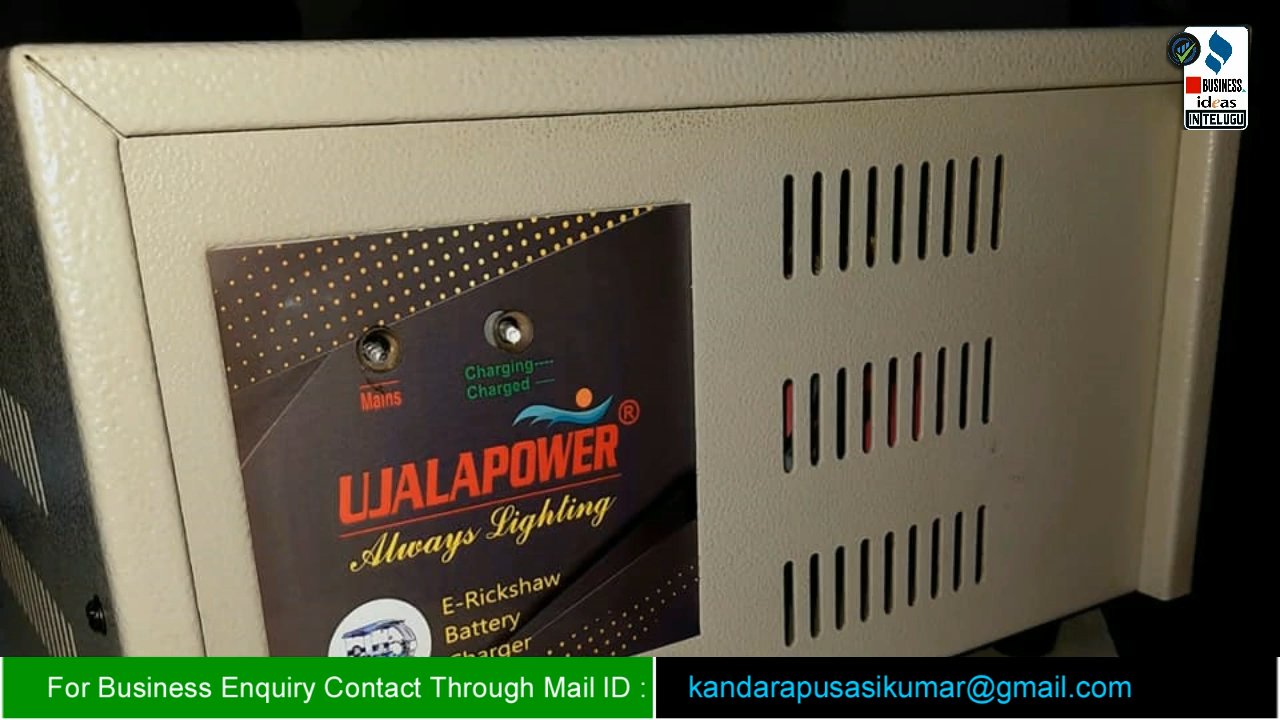 BUSINESS
ideas
IN TELUGU
Mains
Charging----
Charged —
UJALAPOWER®
Always Lighting
E-Rickshaw
Battery
Charger
For Business Enquiry Contact Through Mail ID :
kandarapusasikumar@gmail.com